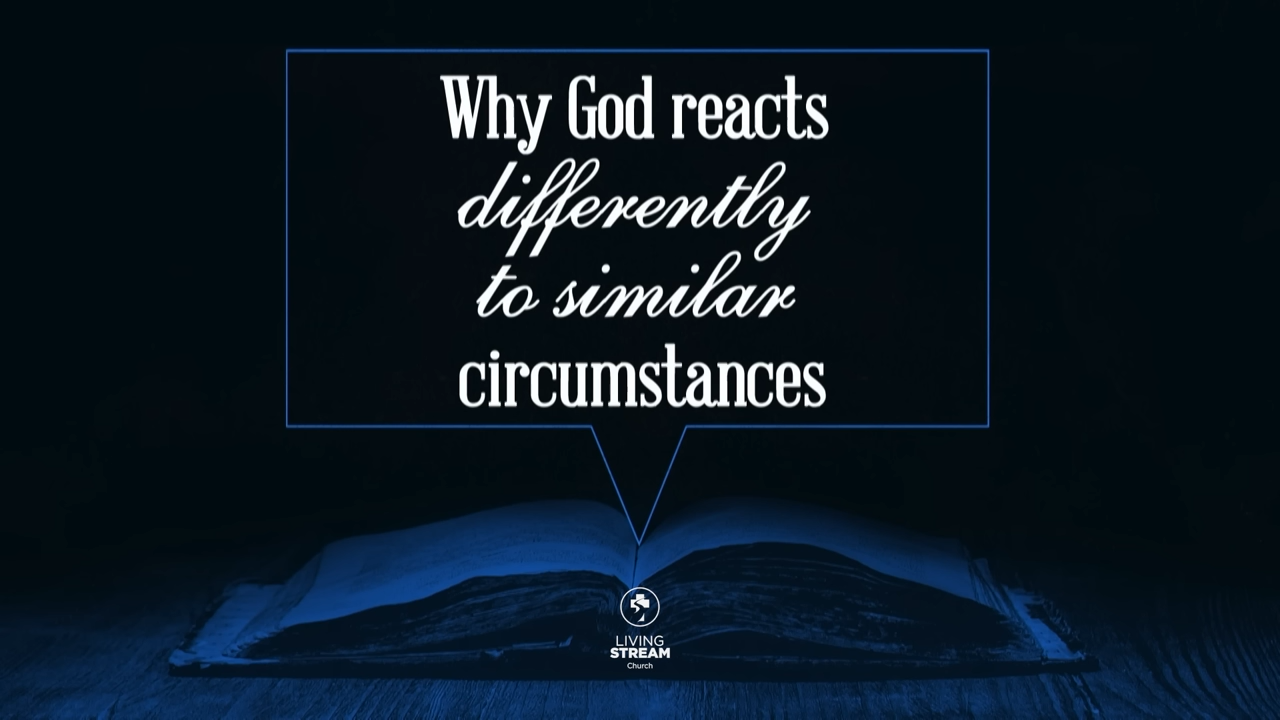 Why God reacts
differently
to similar
circumstances
LIVING
STREAM
Church